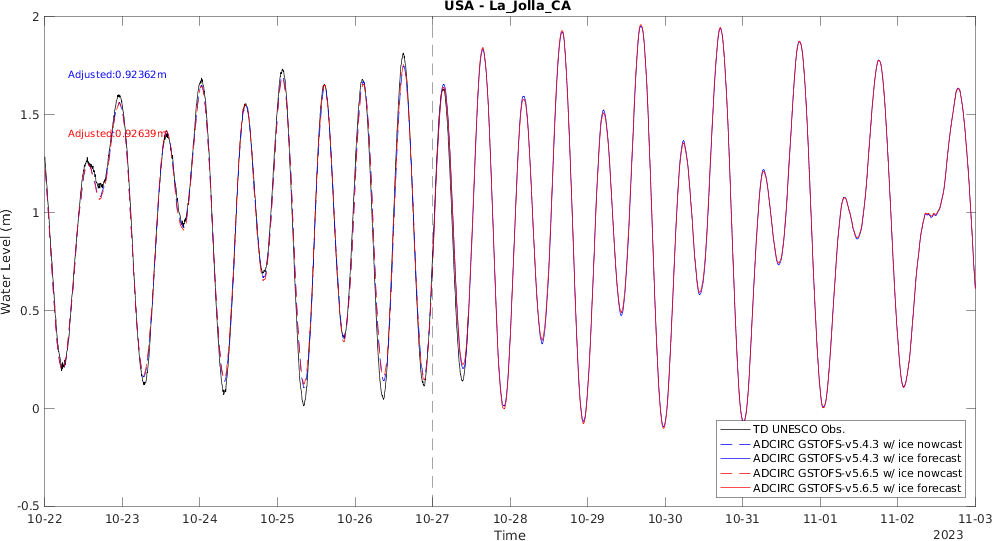 USA - La_Jolla_CA
2
1.5
1
0.5
0
-0.5
Water Level (m)
Adjusted:0.92362m
Adjusted:0.92639m
TD UNESCO Obs.
ADCIRC GSTOFS-v5.4.3 w/ ice nowcast
ADCIRC GSTOFS-v5.4.3 w/ ice forecast
ADCIRC GSTOFS-v5.6.5 w/ ice nowcast
ADCIRC GSTOFS-v5.6.5 w/ ice forecast
10-22 10-23 10-24 10-25 10-26 10-27 10-28 10-29 10-30 10-31 11-01 11-02 11-03
Time
2023